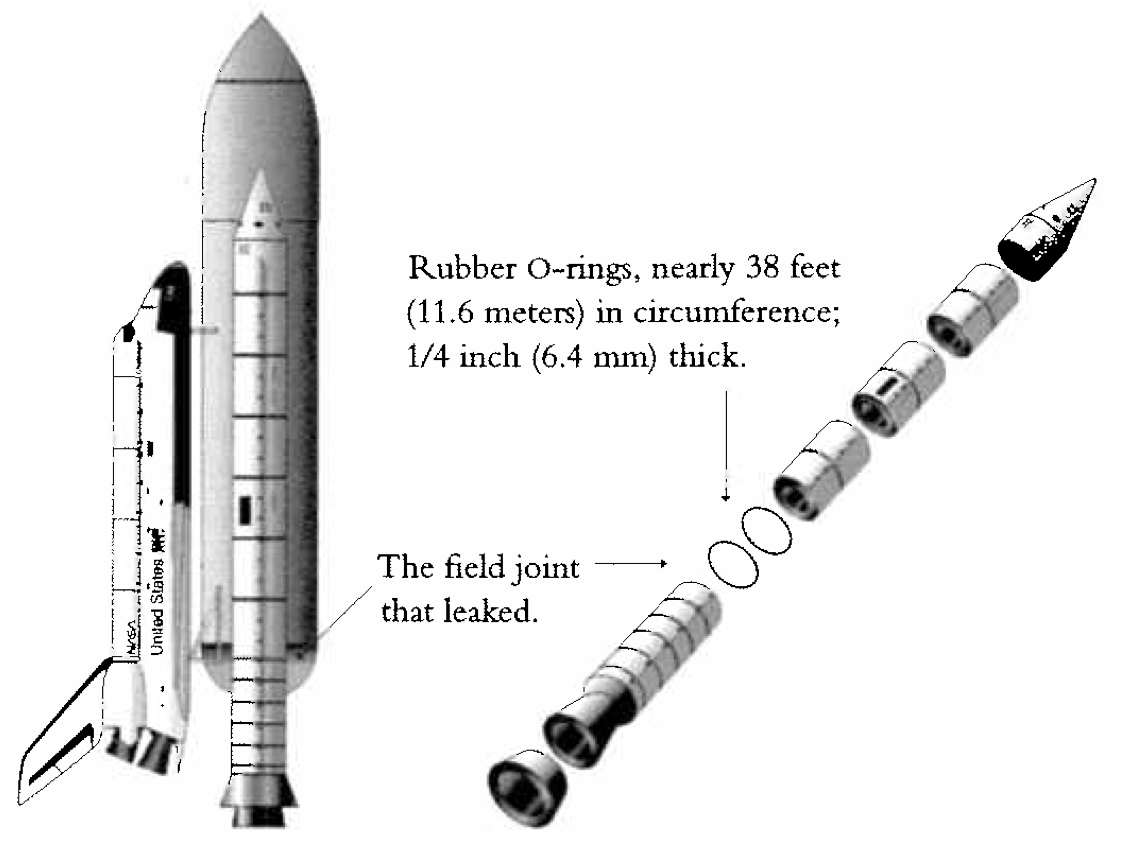 Rubber O-rings, nearly 38 feet
(11.6 meters) in circumference;
1/4 inch (6.4 mm) thick.
The field joint
that leaked.
United States
NASA